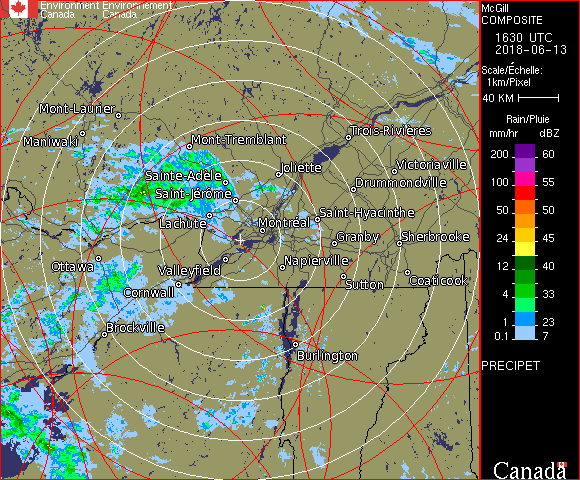 Environment Environnement
Canada Canada
Mont-Laurier
Maniwaki
Mont-Tremblant
Trois-Rivières
Sainte-Adèle
Joliette
Victoriaville
Saint-Jérôme
Drummondville
Lachute
Montréal
Saint-Hyacinthe
Granby
Sherbrooke
Ottawa
Valleyfield
Napierville
Cornwall
Sutton
Coaticook
Brockville
Burlington
McGill
COMPOSITE
1630 UTC
2018-06-13
Scale/Échelle:
1km/Pixel
40 KM
Rain/Pluie
mm/hr dBZ
200 60
100 55
50 50
24 45
12 40
4 33
1 23
0.1 7
PRECIPET
Canada